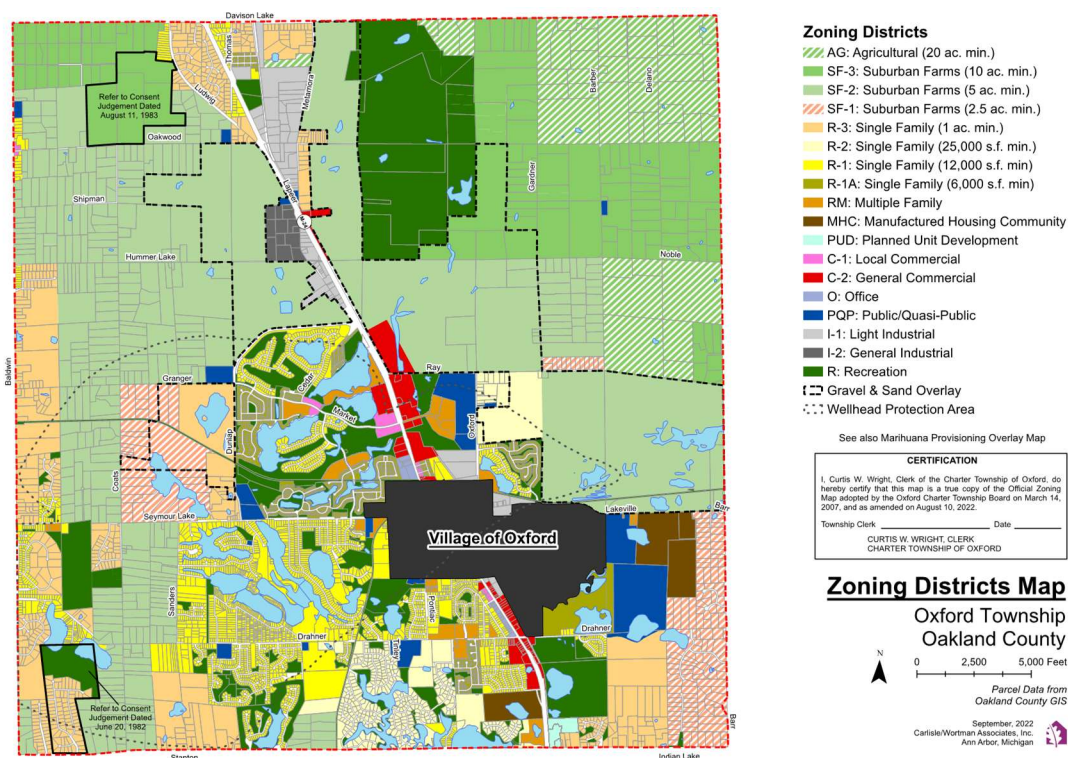 Davison Lake
Thomas
Metamora
Barber
Delano
Ludwig
Refer to Consent
Judgement Dated
August 11, 1983
Oakwood
Lapeer
M-24
Gardner
Shipman
Hummer Lake
Noble
Baldwin
Granger
Cedar
Ray
Market
Oxford
Dunlap
Coats
Seymour Lake
Lakeville
Barr
Village of Oxford
Sanders
Pontiac
Drahner
Drahner
Tinley
Refer to Consent
Judgement Dated
June 20, 1982
Barr
Stanton
Indian Lake
Zoning Districts
AG: Agricultural (20 ac. min.)
SF-3: Suburban Farms (10 ac. min.)
SF-2: Suburban Farms (5 ac. min.)
SF-1: Suburban Farms (2.5 ac. min.)
R-3: Single Family (1 ac. min.)
R-2: Single Family (25,000 s.f. min.)
R-1: Single Family (12,000 s.f. min)
R-1A: Single Family (6,000 s.f. min)
RM: Multiple Family
MHC: Manufactured Housing Community
PUD: Planned Unit Development
C-1: Local Commercial
C-2: General Commercial
O: Office
PQP: Public/Quasi-Public
I-1: Light Industrial
I-2: General Industrial
R: Recreation
Gravel & Sand Overlay
Wellhead Protection Area
See also Marihuana Provisioning Overlay Map
CERTIFICATION
I, Curtis W. Wright, Clerk of the Charter Township of Oxford, do
hereby certify that this map is a true copy of the Official Zoning
Map adopted by the Oxford Charter Township Board on March 14,
2007, and as amended on August 10, 2022.
Township Clerk Date
CURTIS W. WRIGHT, CLERK
CHARTER TOWNSHIP OF OXFORD
Zoning Districts Map
Oxford Township
Oakland County
N
0 2,500 5,000 Feet
Parcel Data from
Oakland County GIS
September, 2022
Carlisle/Wortman Associates, Inc.
Ann Arbor, Michigan